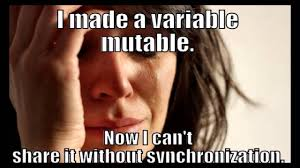 I made a variable
mutable.
Now I can't
share it without synchronization.